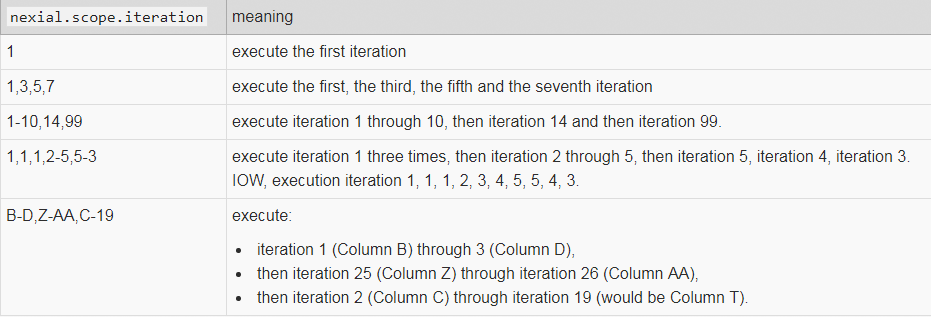 nexial.scope.iteration meaning
1 execute the first iteration
1,3,5,7 execute the first, the third, the fifth and the seventh iteration
1-10,14,99 execute iteration 1 through 10, then iteration 14 and then iteration 99.
1,1,1,2-5,5-3 execute iteration 1 three times, then iteration 2 through 5, then iteration 5, iteration 4, iteration 3.
IOW, execution iteration 1, 1, 1, 2, 3, 4, 5, 5, 4, 3.
B-D,Z-AA,C-19 execute:
• iteration 1 (Column B) through 3 (Column D),
• then iteration 25 (Column Z) through iteration 26 (Column AA),
• then iteration 2 (Column C) through iteration 19 (would be Column T).